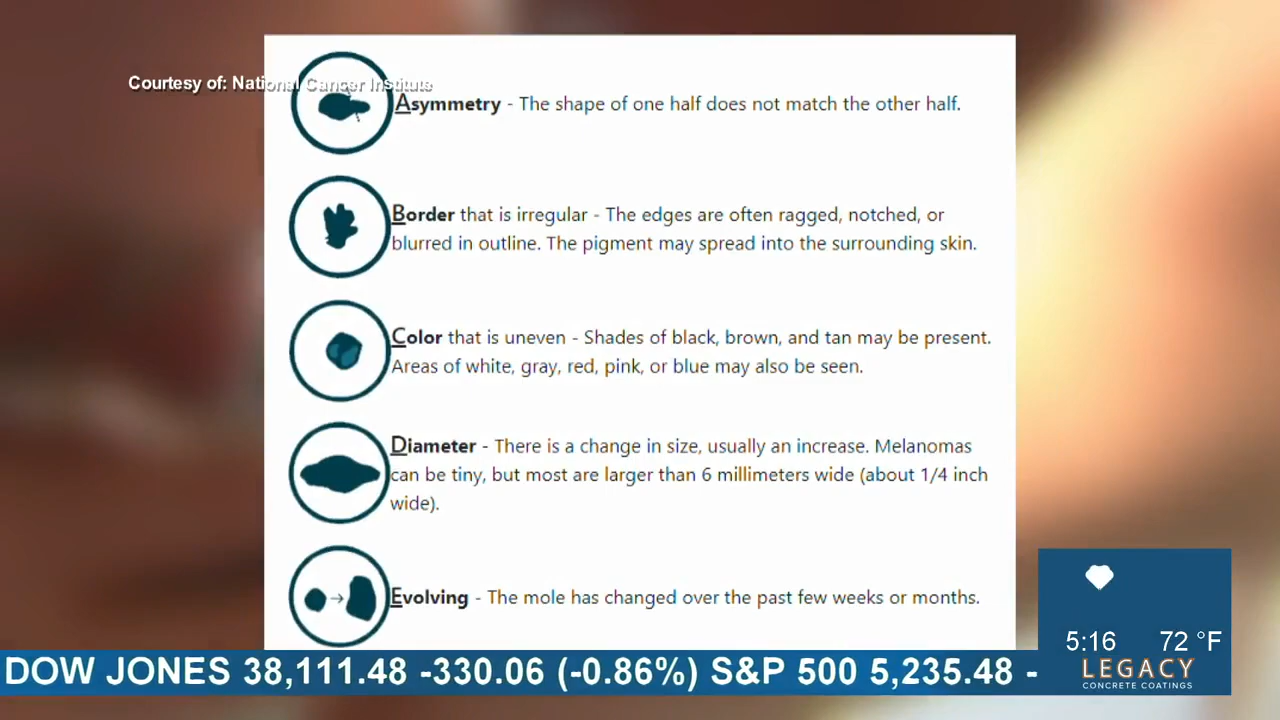 Courtesy of: National Cancer Institute
Asymmetry - The shape of one half does not match the other half.
Border that is irregular - The edges are often ragged, notched, or
blurred in outline. The pigment may spread into the surrounding skin.
Color that is uneven - Shades of black, brown, and tan may be present.
Areas of white, gray, red, pink, or blue may also be seen.
Diameter - There is a change in size, usually an increase. Melanomas
can be tiny, but most are larger than 6 millimeters wide (about 1/4 inch
wide).
Evolving - The mole has changed over the past few weeks or months.
5:16 72 °F
LEGACY
CONCRETE COATINGS
DOW JONES 38,111.48 -330.06 (-0.86%) S&P 500 5,235.48 -